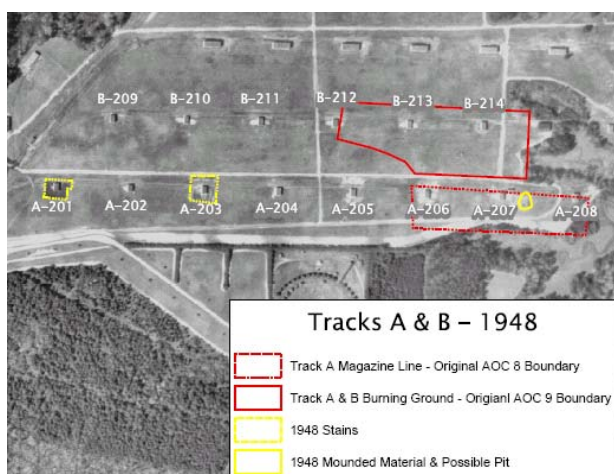 B-209 B-210 B-211 B-212 B-213 B-214
A-201 A-202 A-203 A-204 A-205 A-206 A-207 A-208
Tracks A & B - 1948
Track A Magazine Line - Original AOC 8 Boundary
Track A & B Burning Ground - Origianl AOC 9 Boundary
1948 Stains
1948 Mounded Material & Possible Pit